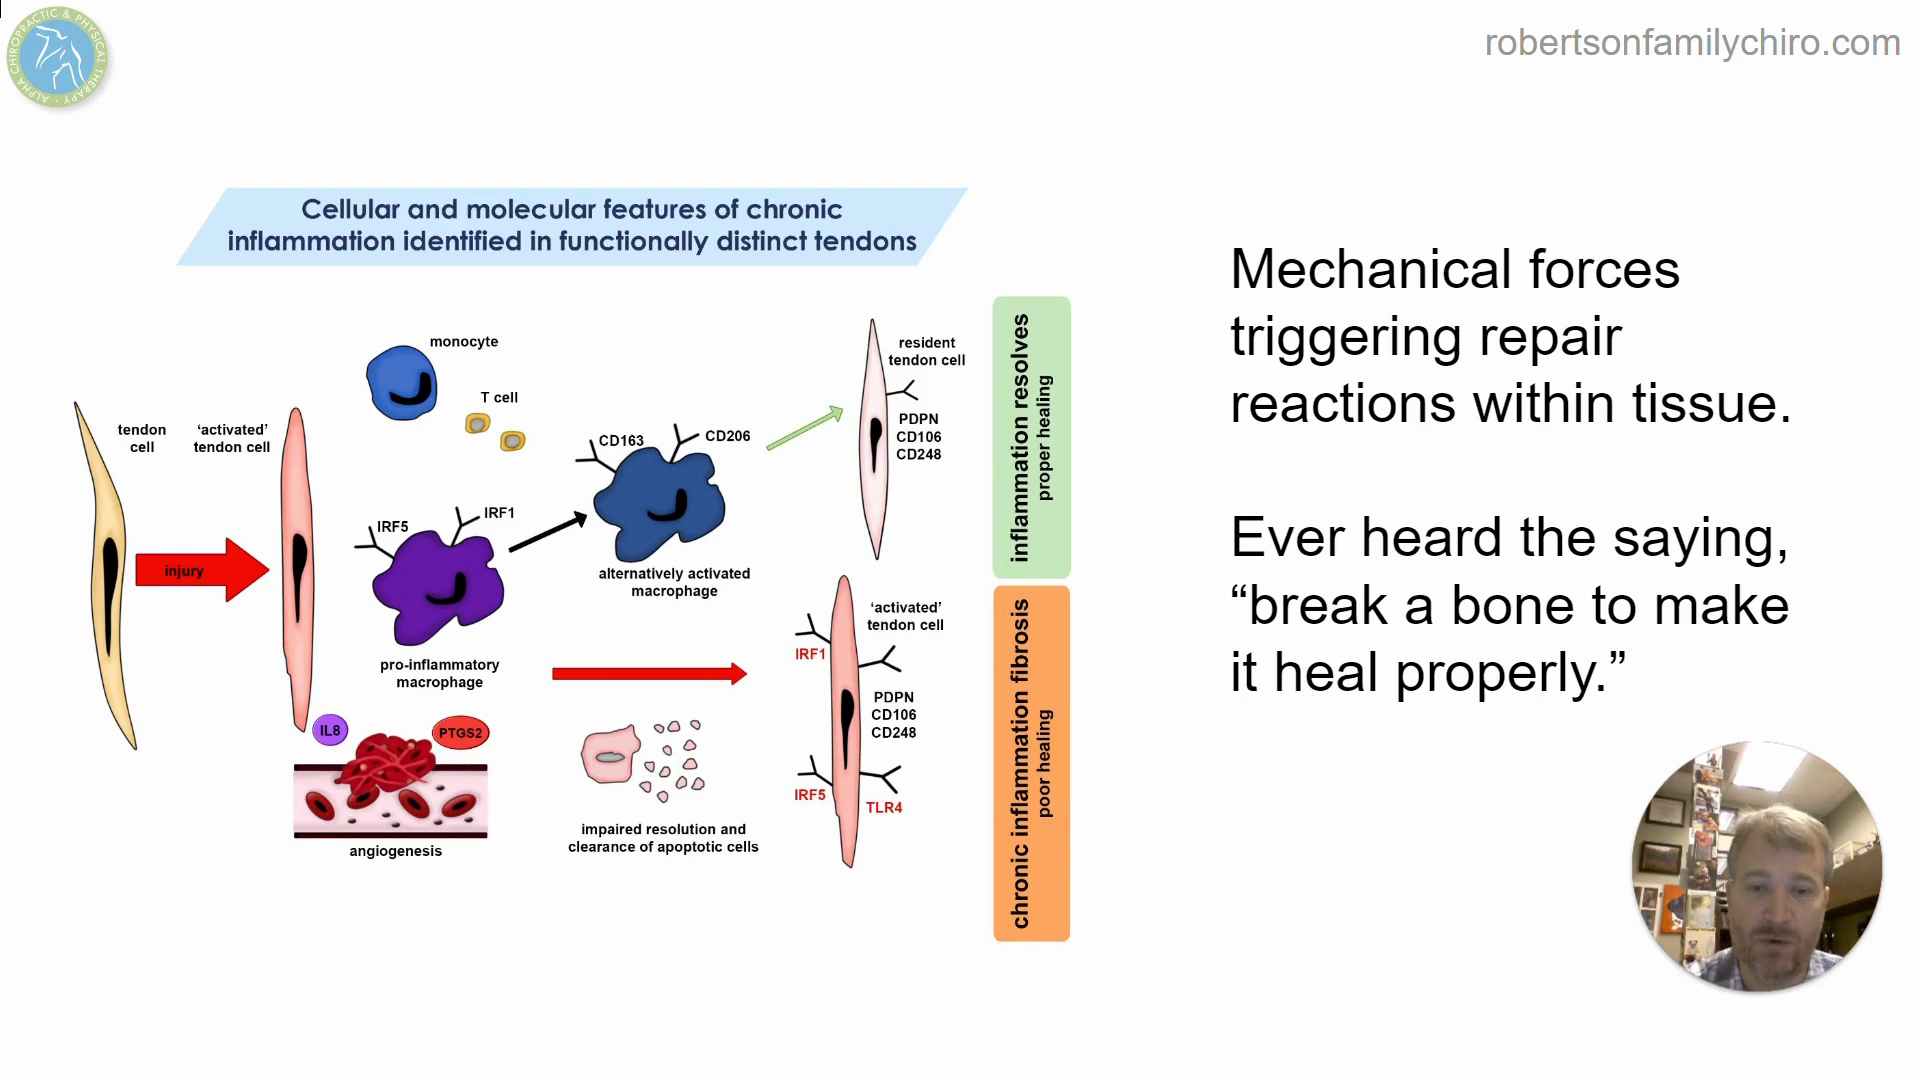 ALPHA CHIROPRACTIC & PHYSICAL THERAPY
robertsonfamilychiro.com
Cellular and molecular features of chronic
inflammation identified in functionally distinct tendons
tendon
cell
injury
‘activated’
tendon cell
monocyte
T cell
IRF5
IRF1
pro-inflammatory
macrophage
CD163
CD206
alternatively activated
macrophage
IL8
PTGS2
angiogenesis
impaired resolution and
clearance of apoptotic cells
resident
tendon cell
PDPN
CD106
CD248
‘activated’
tendon cell
IRF1
PDPN
CD106
CD248
IRF5
TLR4
inflammation resolves
proper healing
chronic inflammation fibrosis
poor healing
Mechanical forces
triggering repair
reactions within tissue.
Ever heard the saying,
“break a bone to make
it heal properly.”